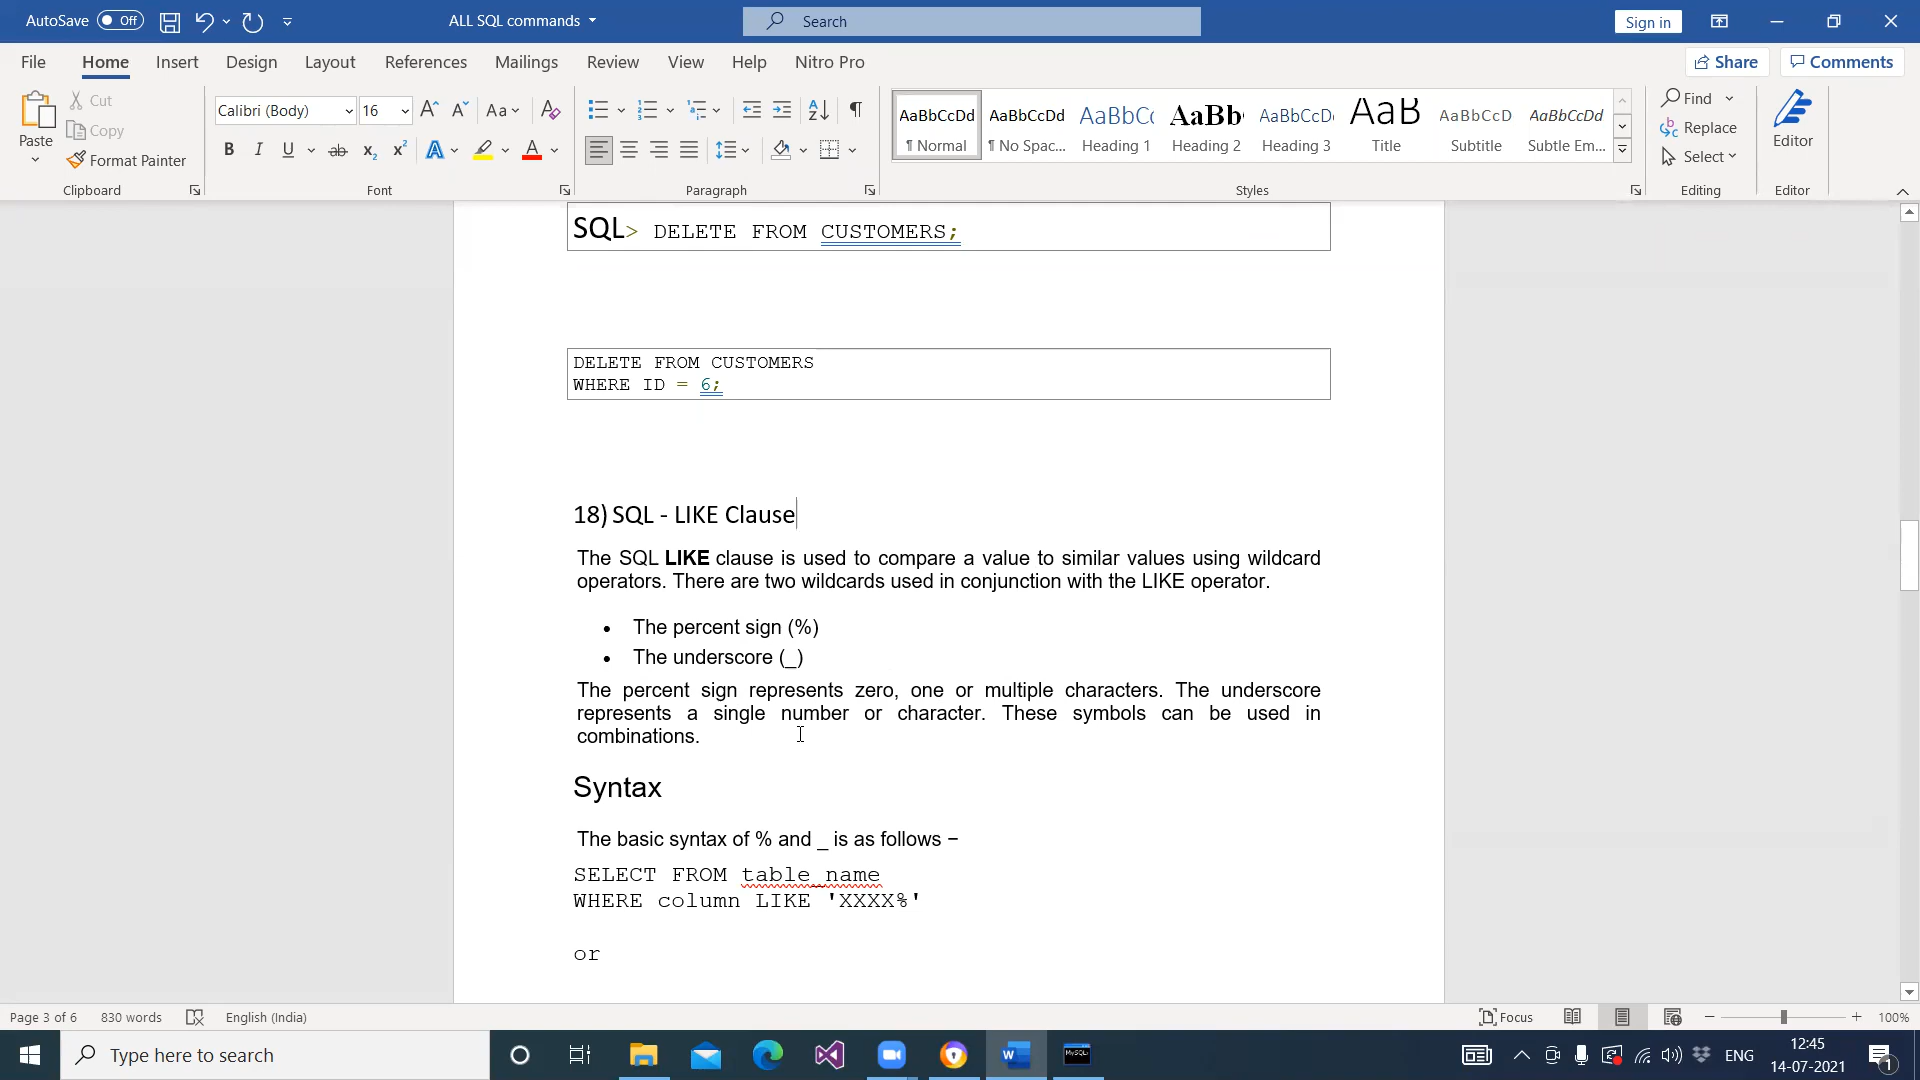 AutoSave Off ALL SQL commands Search Sign in
File Home Insert Design Layout References Mailings Review View Help Nitro Pro Share Comments
Paste Cut Copy Format Painter Clipboard
Calibri (Body) 16 Font
Paragraph
AaBbCcDd AaBbCcDd AaBbCc AaBb AaBbCcD AaB AaBbCcD AaBbCcDd
¶ Normal ¶ No Spac... Heading 1 Heading 2 Heading 3 Title Subtitle Subtle Em...
Styles
Find Replace Select Editing
Editor Editor
SQL> DELETE FROM CUSTOMERS;
DELETE FROM CUSTOMERS
WHERE ID = 6;
18) SQL - LIKE Clause
The SQL LIKE clause is used to compare a value to similar values using wildcard
operators. There are two wildcards used in conjunction with the LIKE operator.
• The percent sign (%)
• The underscore (_)
The percent sign represents zero, one or multiple characters. The underscore
represents a single number or character. These symbols can be used in
combinations.
Syntax
The basic syntax of % and _ is as follows −
SELECT FROM table_name
WHERE column LIKE 'XXXX%'
or
Page 3 of 6 830 words English (India) Focus 100%
Type here to search ENG 12:45
14-07-2021 1